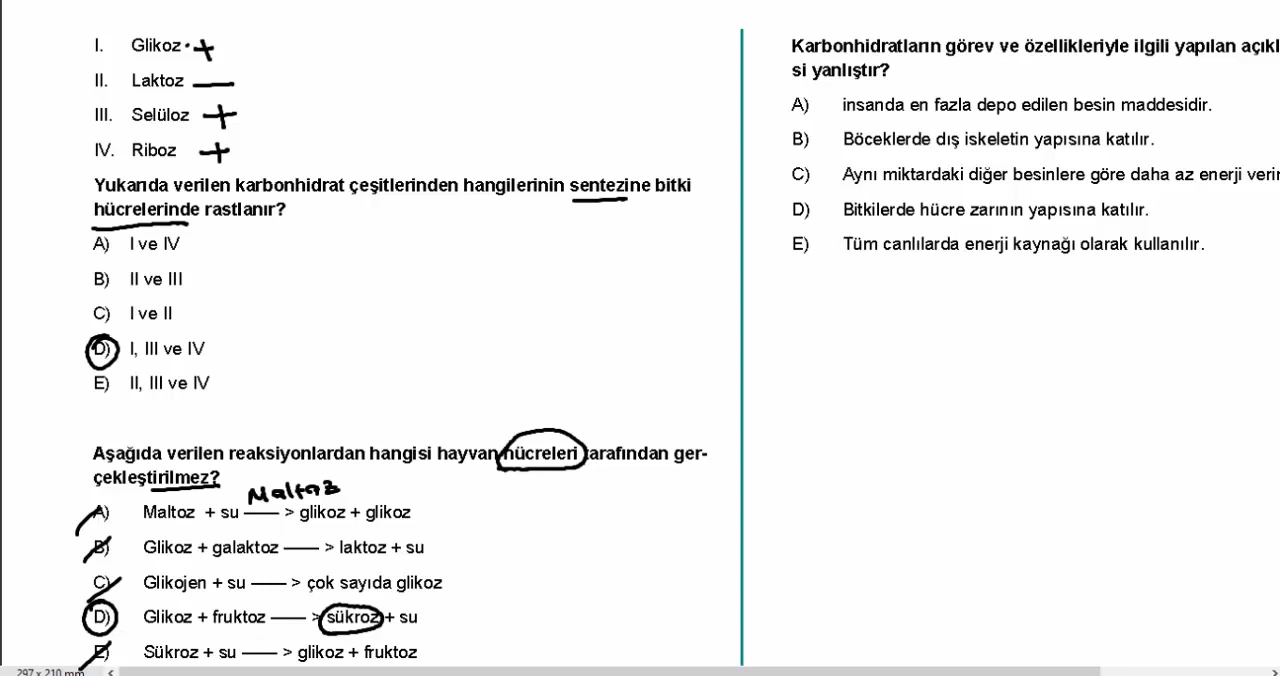 I. Glikoz
II. Laktoz
III. Selüloz
IV. Riboz
Yukarıda verilen karbonhidrat çeşitlerinden hangilerinin sentezine bitki
hücrelerinde rastlanır?
A) I ve IV
B) II ve III
C) I ve II
D) I, III ve IV
E) II, III ve IV
Aşağıda verilen reaksiyonlardan hangisi hayvan hücreleri tarafından ger-
çekleştirilmez?
Maltaz
A) Maltoz + su > glikoz + glikoz
B) Glikoz + galaktoz > laktoz + su
C) Glikojen + su > çok sayıda glikoz
D) Glikoz + fruktoz > sükroz + su
E) Sükroz + su > glikoz + fruktoz
Karbonhidratların görev ve özellikleriyle ilgili yapılan açıkl
si yanlıştır?
A) insanda en fazla depo edilen besin maddesidir.
B) Böceklerde dış iskeletin yapısına katılır.
C) Aynı miktardaki diğer besinlere göre daha az enerji verir
D) Bitkilerde hücre zarının yapısına katılır.
E) Tüm canlılarda enerji kaynağı olarak kullanılır.
297 x 210 mm